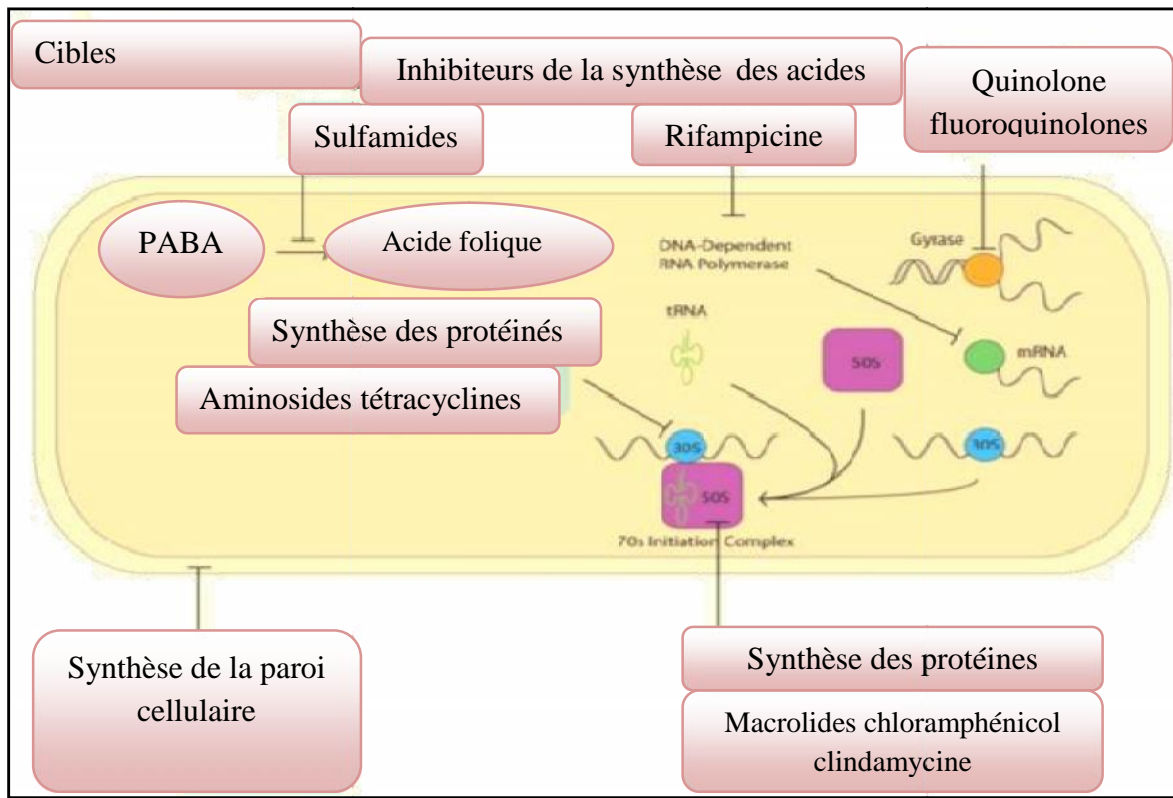 Cibles
Inhibiteurs de la synthèse des acides
Quinolone
fluoroquinolones
Sulfamides
Rifampicine
PABA
Acide folique
DNA-Dependent
RNA Polymerase
Gyrase
Synthèse des protéinés
tRNA
50S
mRNA
Aminosides tétracyclines
30S
30S
50S
70s Initiation Complex
Synthèse de la paroi
cellulaire
Synthèse des protéines
Macrolides chloramphénicol
clindamycine